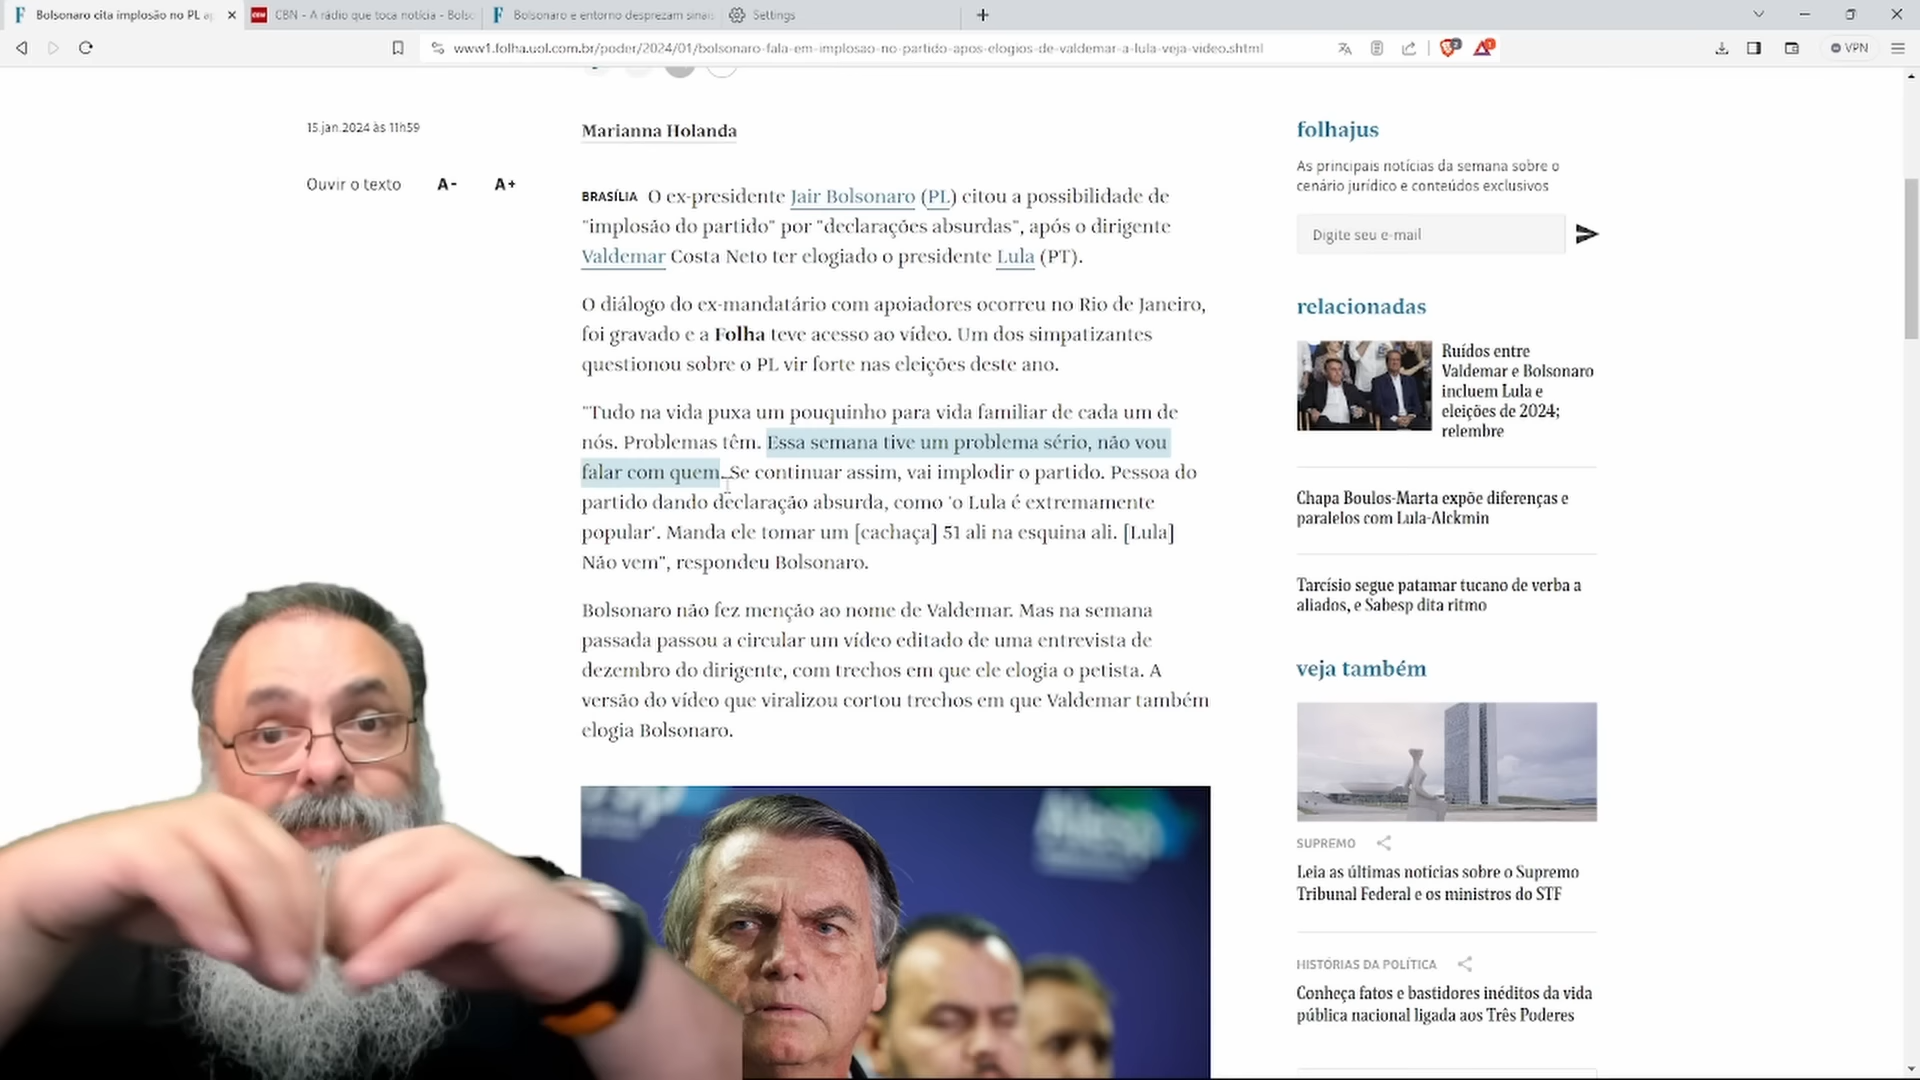 Bolsonaro cita implosão no PL
CBN - A rádio que toca notícia - Bolso
Bolsonaro e entorno desprezam sinais
Settings
www1.folha.uol.com.br/poder/2024/01/bolsonaro-fala-em-implosao-no-partido-apos-elogios-de-valdemar-a-lula-veja-video.shtml
VPN
15.jan.2024 às 11h59
Ouvir o texto
A-
A+
Marianna Holanda
BRASÍLIA O ex-presidente Jair Bolsonaro (PL) citou a possibilidade de
"implosão do partido" por "declarações absurdas", após o dirigente
Valdemar Costa Neto ter elogiado o presidente Lula (PT).
O diálogo do ex-mandatário com apoiadores ocorreu no Rio de Janeiro,
foi gravado e a Folha teve acesso ao vídeo. Um dos simpatizantes
questionou sobre o PL vir forte nas eleições deste ano.
"Tudo na vida puxa um pouquinho para vida familiar de cada um de
nós. Problemas têm. Essa semana tive um problema sério, não vou
falar com quem. Se continuar assim, vai implodir o partido. Pessoa do
partido dando declaração absurda, como 'o Lula é extremamente
popular'. Manda ele tomar um [cachaça] 51 ali na esquina ali. [Lula]
Não vem", respondeu Bolsonaro.
Bolsonaro não fez menção ao nome de Valdemar. Mas na semana
passada passou a circular um vídeo editado de uma entrevista de
dezembro do dirigente, com trechos em que ele elogia o petista. A
versão do vídeo que viralizou cortou trechos em que Valdemar também
elogia Bolsonaro.
folhajus
As principais notícias da semana sobre o
cenário jurídico e conteúdos exclusivos
Digite seu e-mail
relacionadas
Ruídos entre
Valdemar e Bolsonaro
incluem Lula e
eleições de 2024;
relembre
Chapa Boulos-Marta expõe diferenças e
paralelos com Lula-Alckmin
Tarcísio segue patamar tucano de verba a
aliados, e Sabesp dita ritmo
veja também
SUPREMO
Leia as últimas notícias sobre o Supremo
Tribunal Federal e os ministros do STF
HISTÓRIAS DA POLÍTICA
Conheça fatos e bastidores inéditos da vida
pública nacional ligada aos Três Poderes